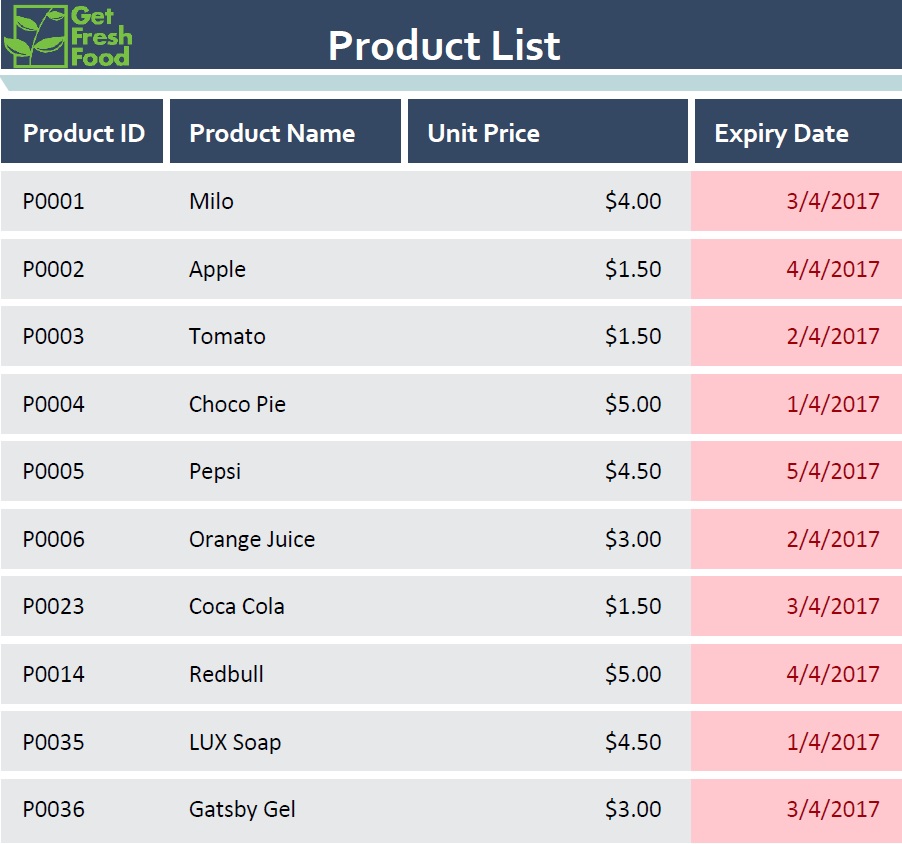 Get
Fresh
Food
Product List
Product ID Product Name Unit Price Expiry Date
P0001 Milo $4.00 3/4/2017
P0002 Apple $1.50 4/4/2017
P0003 Tomato $1.50 2/4/2017
P0004 Choco Pie $5.00 1/4/2017
P0005 Pepsi $4.50 5/4/2017
P0006 Orange Juice $3.00 2/4/2017
P0023 Coca Cola $1.50 3/4/2017
P0014 Redbull $5.00 4/4/2017
P0035 LUX Soap $4.50 1/4/2017
P0036 Gatsby Gel $3.00 3/4/2017